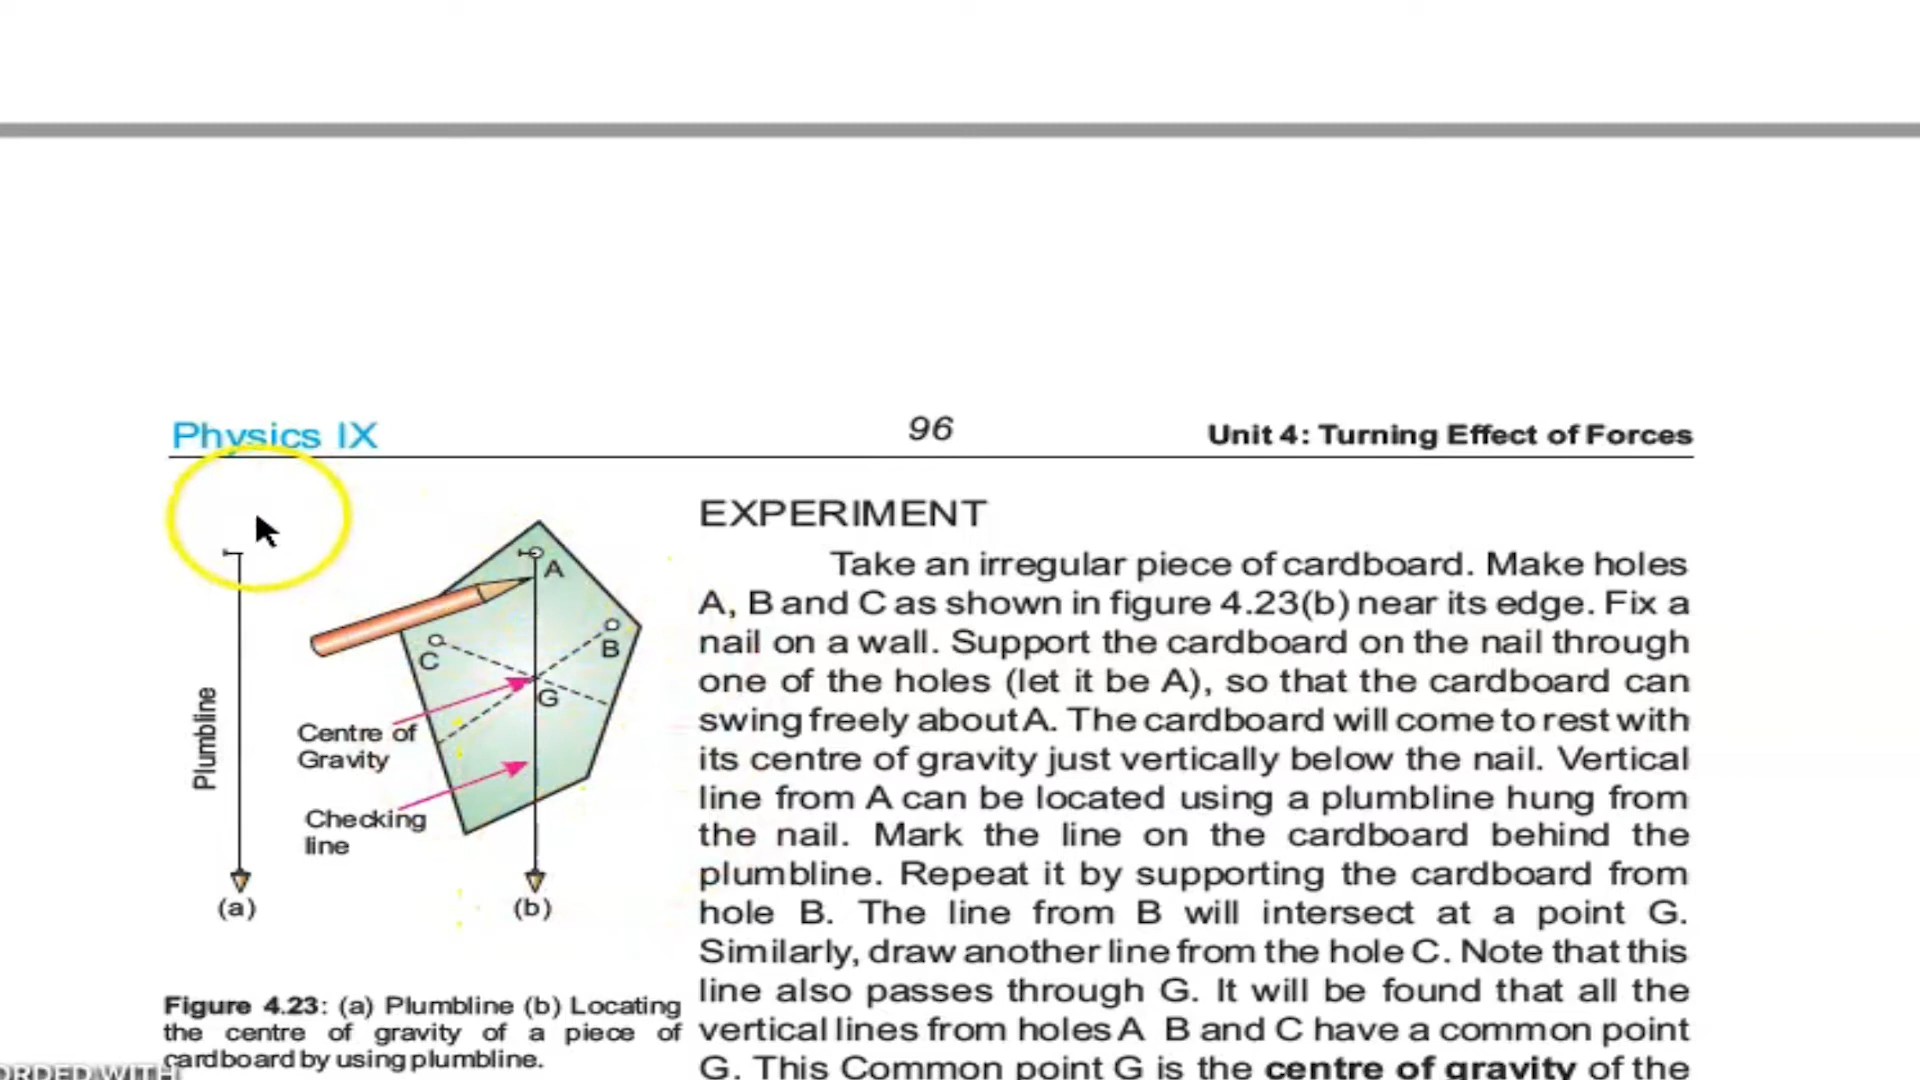 Physics IX
96
Unit 4: Turning Effect of Forces
Plumbline
A
B
C
G
Centre of
Gravity
Checking
line
(a)
(b)
Figure 4.23: (a) Plumbline (b) Locating
the centre of gravity of a piece of
cardboard by using plumbline.
EXPERIMENT
Take an irregular piece of cardboard. Make holes
A, B and C as shown in figure 4.23(b) near its edge. Fix a
nail on a wall. Support the cardboard on the nail through
one of the holes (let it be A), so that the cardboard can
swing freely about A. The cardboard will come to rest with
its centre of gravity just vertically below the nail. Vertical
line from A can be located using a plumbline hung from
the nail. Mark the line on the cardboard behind the
plumbline. Repeat it by supporting the cardboard from
hole B. The line from B will intersect at a point G.
Similarly, draw another line from the hole C. Note that this
line also passes through G. It will be found that all the
vertical lines from holes A B and C have a common point
G. This Common point G is the centre of gravity of the